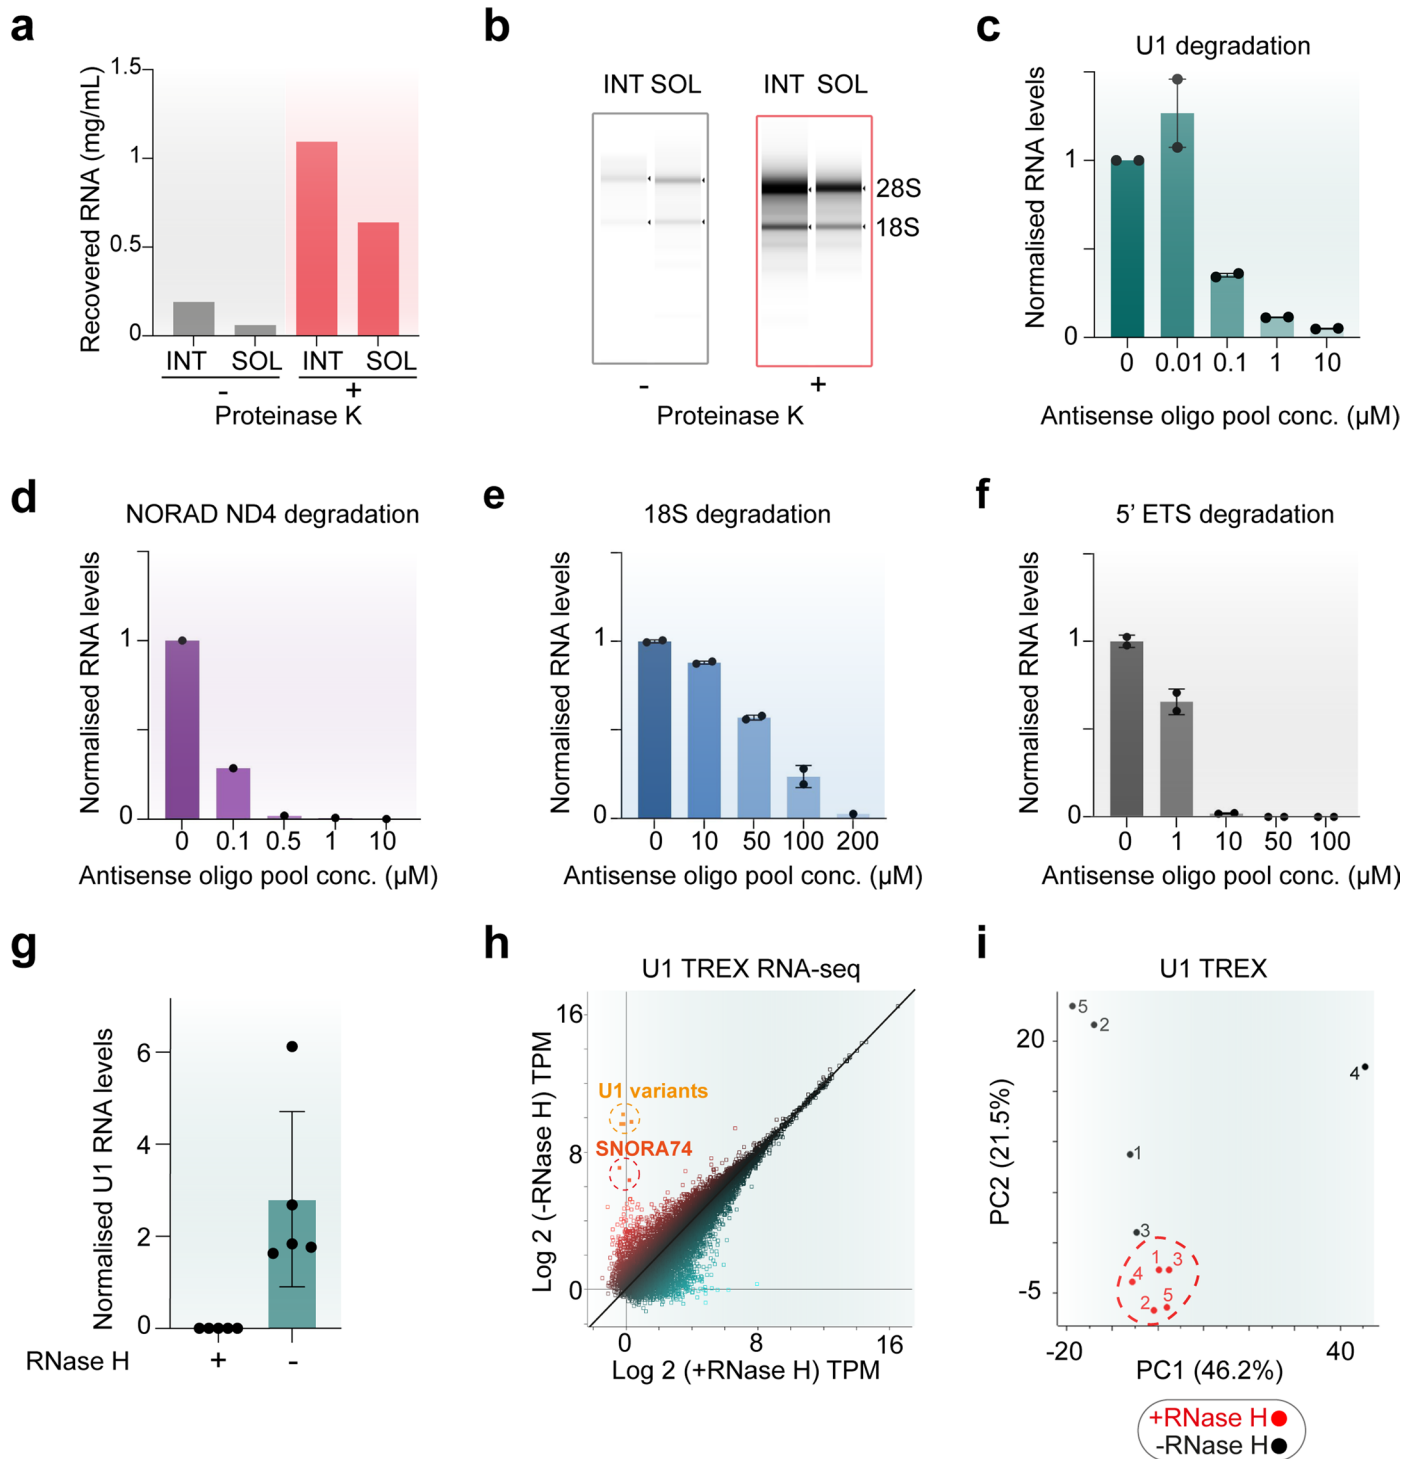 a
Recovered RNA (mg/mL)
1.5
1
0.5
0
INT SOL INT SOL
- +
Proteinase K
b
INT SOL INT SOL
28S
18S
- +
Proteinase K
c
U1 degradation
Normalised RNA levels
1
0
0 0.01 0.1 1 10
Antisense oligo pool conc. (µM)
d
NORAD ND4 degradation
Normalised RNA levels
1
0
0 0.1 0.5 1 10
Antisense oligo pool conc. (µM)
e
18S degradation
Normalised RNA levels
1
0
0 10 50 100 200
Antisense oligo pool conc. (µM)
f
5’ ETS degradation
Normalised RNA levels
1
0
0 1 10 50 100
Antisense oligo pool conc. (µM)
g
Normalised U1 RNA levels
6
4
2
0
RNase H + -
h
U1 TREX RNA-seq
Log 2 (-RNase H) TPM
16
8
0
U1 variants
SNORA74
0 8 16
Log 2 (+RNase H) TPM
i
U1 TREX
PC2 (21.5%)
20
-5
5
2
4
1
3
1 3
4
2 5
-20 40
PC1 (46.2%)
+RNase H
-RNase H